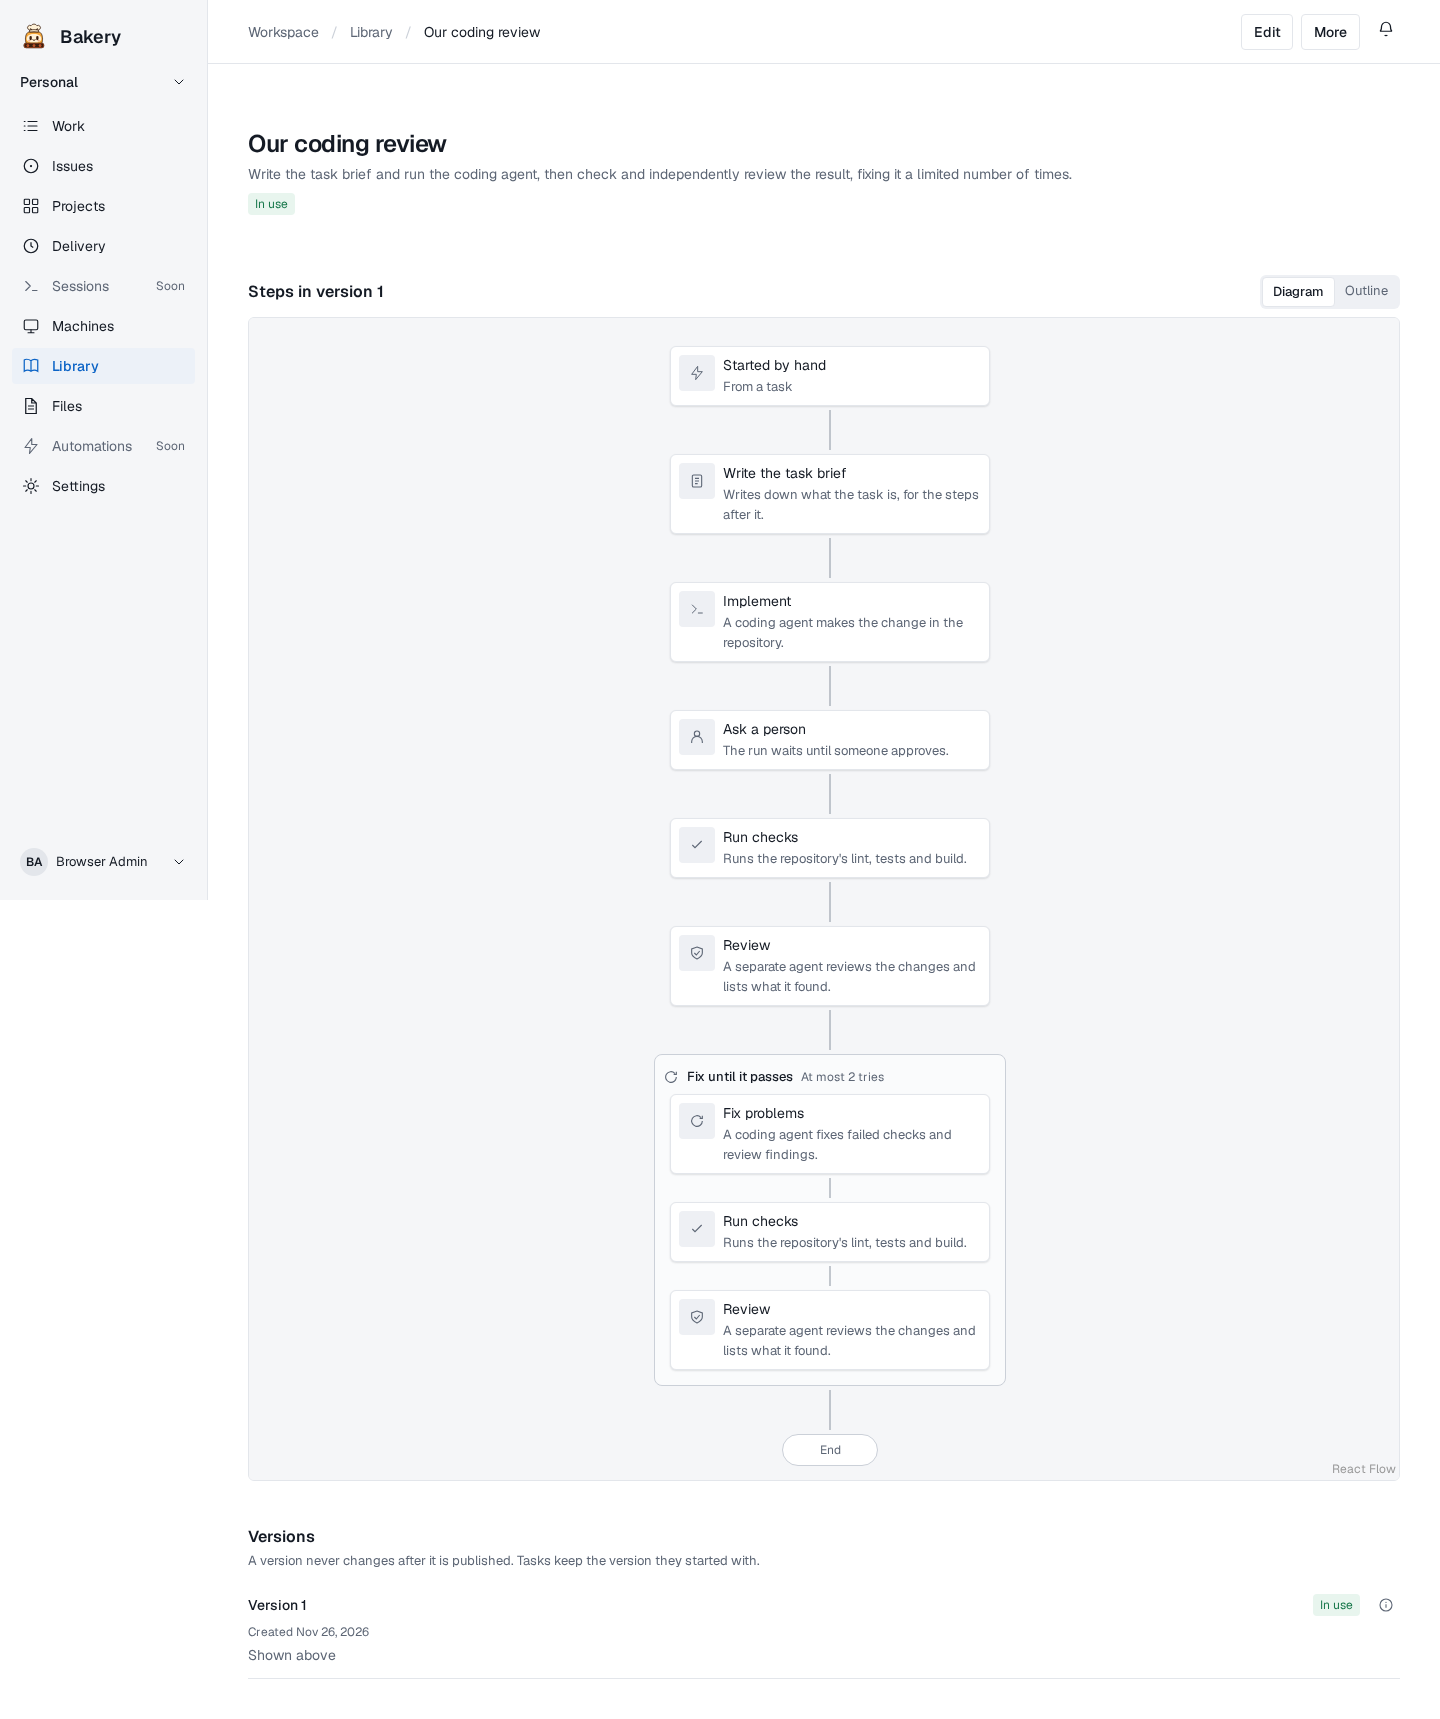 Bakery
Personal
Work
Issues
Projects
Delivery
Sessions Soon
Machines
Library
Files
Automations Soon
Settings
BA Browser Admin
Workspace / Library / Our coding review
Edit
More
Our coding review
Write the task brief and run the coding agent, then check and independently review the result, fixing it a limited number of times.
In use
Steps in version 1
Diagram
Outline
Started by hand
From a task
Write the task brief
Writes down what the task is, for the steps
after it.
Implement
A coding agent makes the change in the
repository.
Ask a person
The run waits until someone approves.
Run checks
Runs the repository's lint, tests and build.
Review
A separate agent reviews the changes and
lists what it found.
Fix until it passes At most 2 tries
Fix problems
A coding agent fixes failed checks and
review findings.
Run checks
Runs the repository's lint, tests and build.
Review
A separate agent reviews the changes and
lists what it found.
End
React Flow
Versions
A version never changes after it is published. Tasks keep the version they started with.
Version 1
In use
Created Nov 26, 2026
Shown above